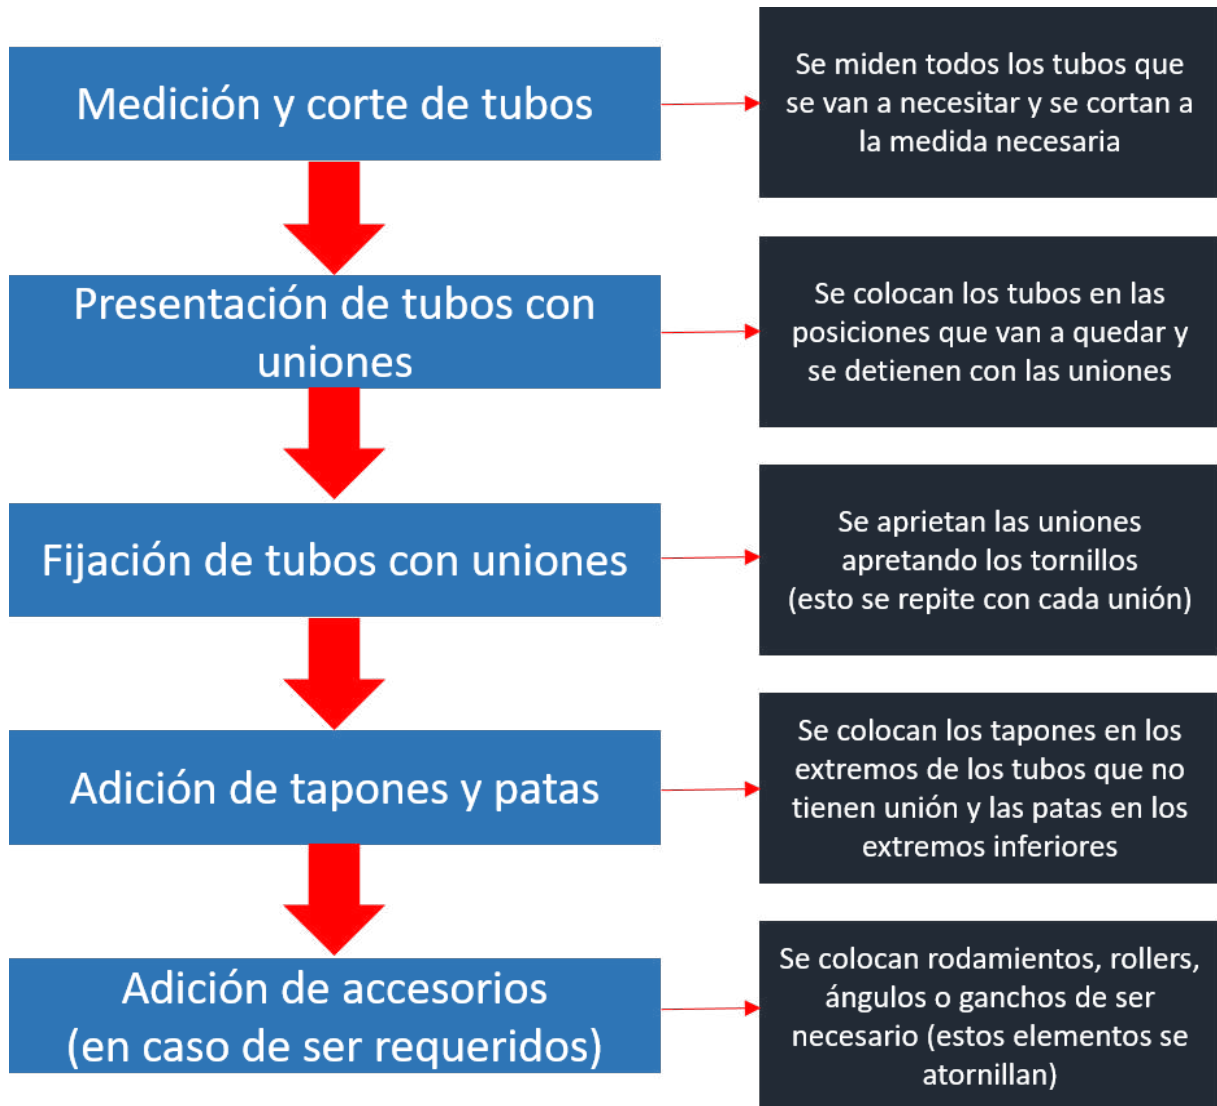 Medición y corte de tubos
Se miden todos los tubos que
se van a necesitar y se cortan a
la medida necesaria
Presentación de tubos con
uniones
Se colocan los tubos en las
posiciones que van a quedar y
se detienen con las uniones
Fijación de tubos con uniones
Se aprietan las uniones
apretando los tornillos
(esto se repite con cada unión)
Adición de tapones y patas
Se colocan los tapones en los
extremos de los tubos que no
tienen unión y las patas en los
extremos inferiores
Adición de accesorios
(en caso de ser requeridos)
Se colocan rodamientos, rollers,
ángulos o ganchos de ser
necesario (estos elementos se
atornillan)